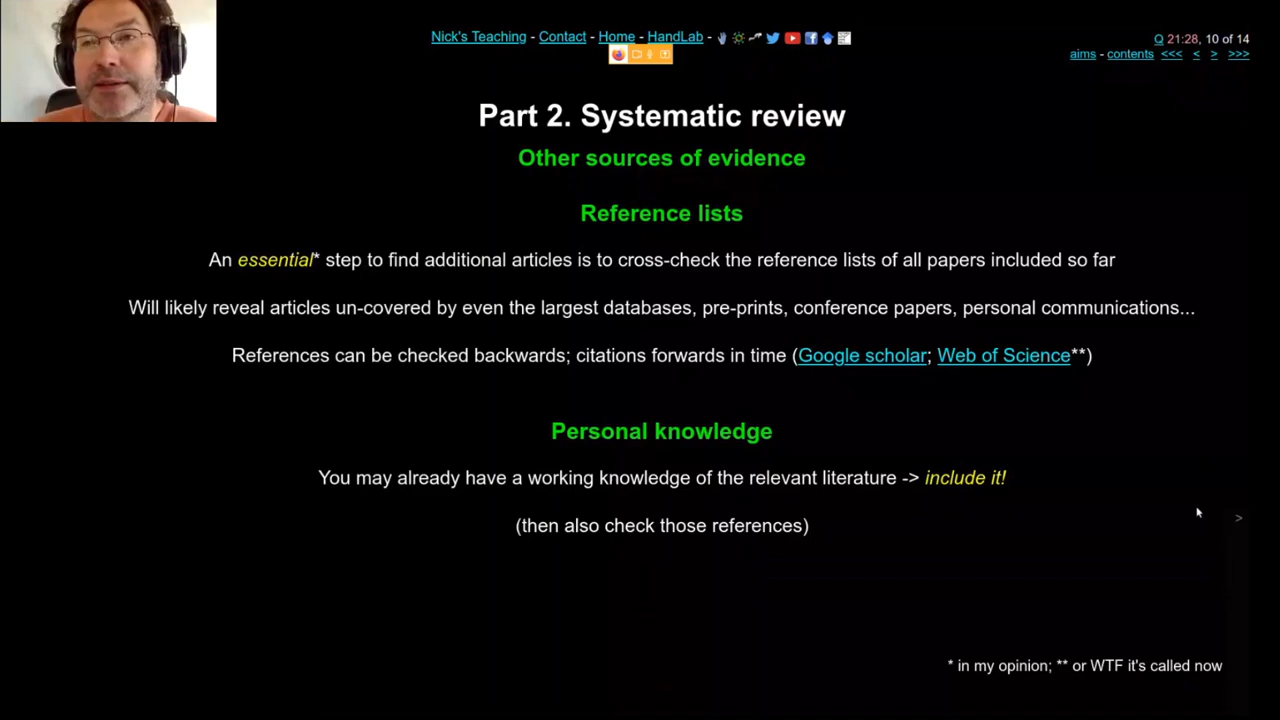 Nick's Teaching - Contact - Home - HandLab -
Q 21:28, 10 of 14
aims - contents <<< < > >>>
Part 2. Systematic review
Other sources of evidence
Reference lists
An essential* step to find additional articles is to cross-check the reference lists of all papers included so far
Will likely reveal articles un-covered by even the largest databases, pre-prints, conference papers, personal communications...
References can be checked backwards; citations forwards in time (Google scholar; Web of Science**)
Personal knowledge
You may already have a working knowledge of the relevant literature -> include it!
>
(then also check those references)
* in my opinion; ** or WTF it's called now